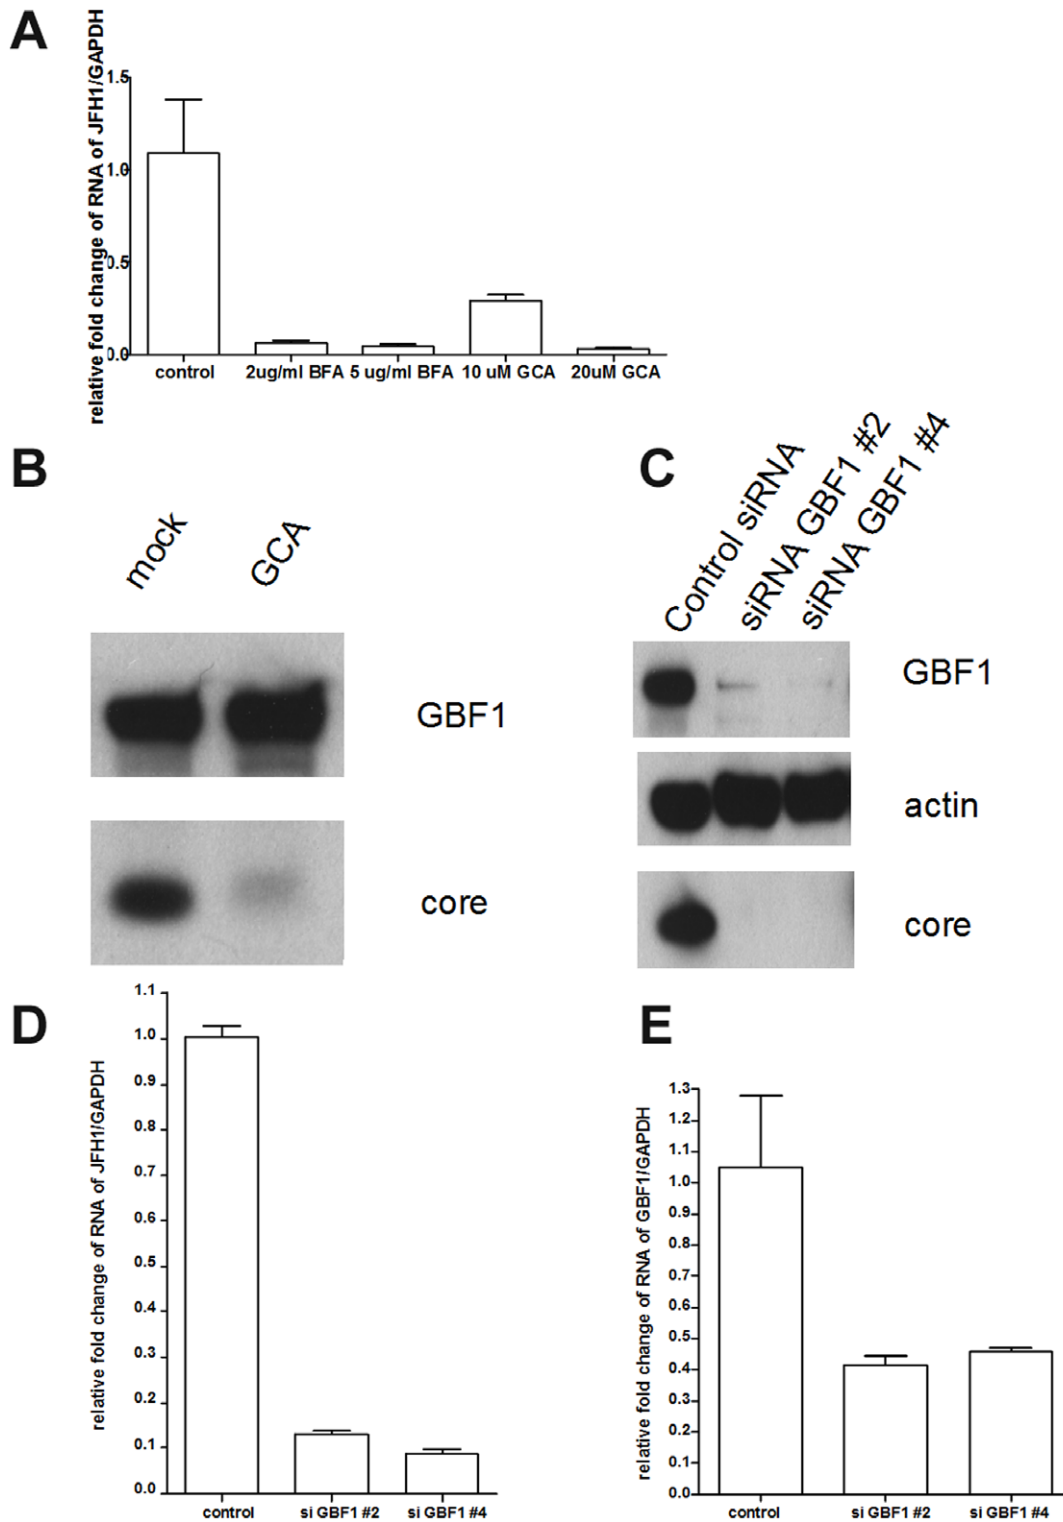 A
relative fold change of RNA of JFH1/GAPDH
1.5
1.0
0.5
0.0
control 2ug/ml BFA 5 ug/ml BFA 10 uM GCA 20uM GCA
B
mock GCA
GBF1
core
C
Control siRNA
siRNA GBF1 #2
siRNA GBF1 #4
GBF1
actin
core
D
relative fold change of RNA of JFH1/GAPDH
1.1
1.0
0.9
0.8
0.7
0.6
0.5
0.4
0.3
0.2
0.1
0.0
control si GBF1 #2 si GBF1 #4
E
relative fold change of RNA of GBF1/GAPDH
1.3
1.2
1.1
1.0
0.9
0.8
0.7
0.6
0.5
0.4
0.3
0.2
0.1
0.0
control si GBF1 #2 si GBF1 #4